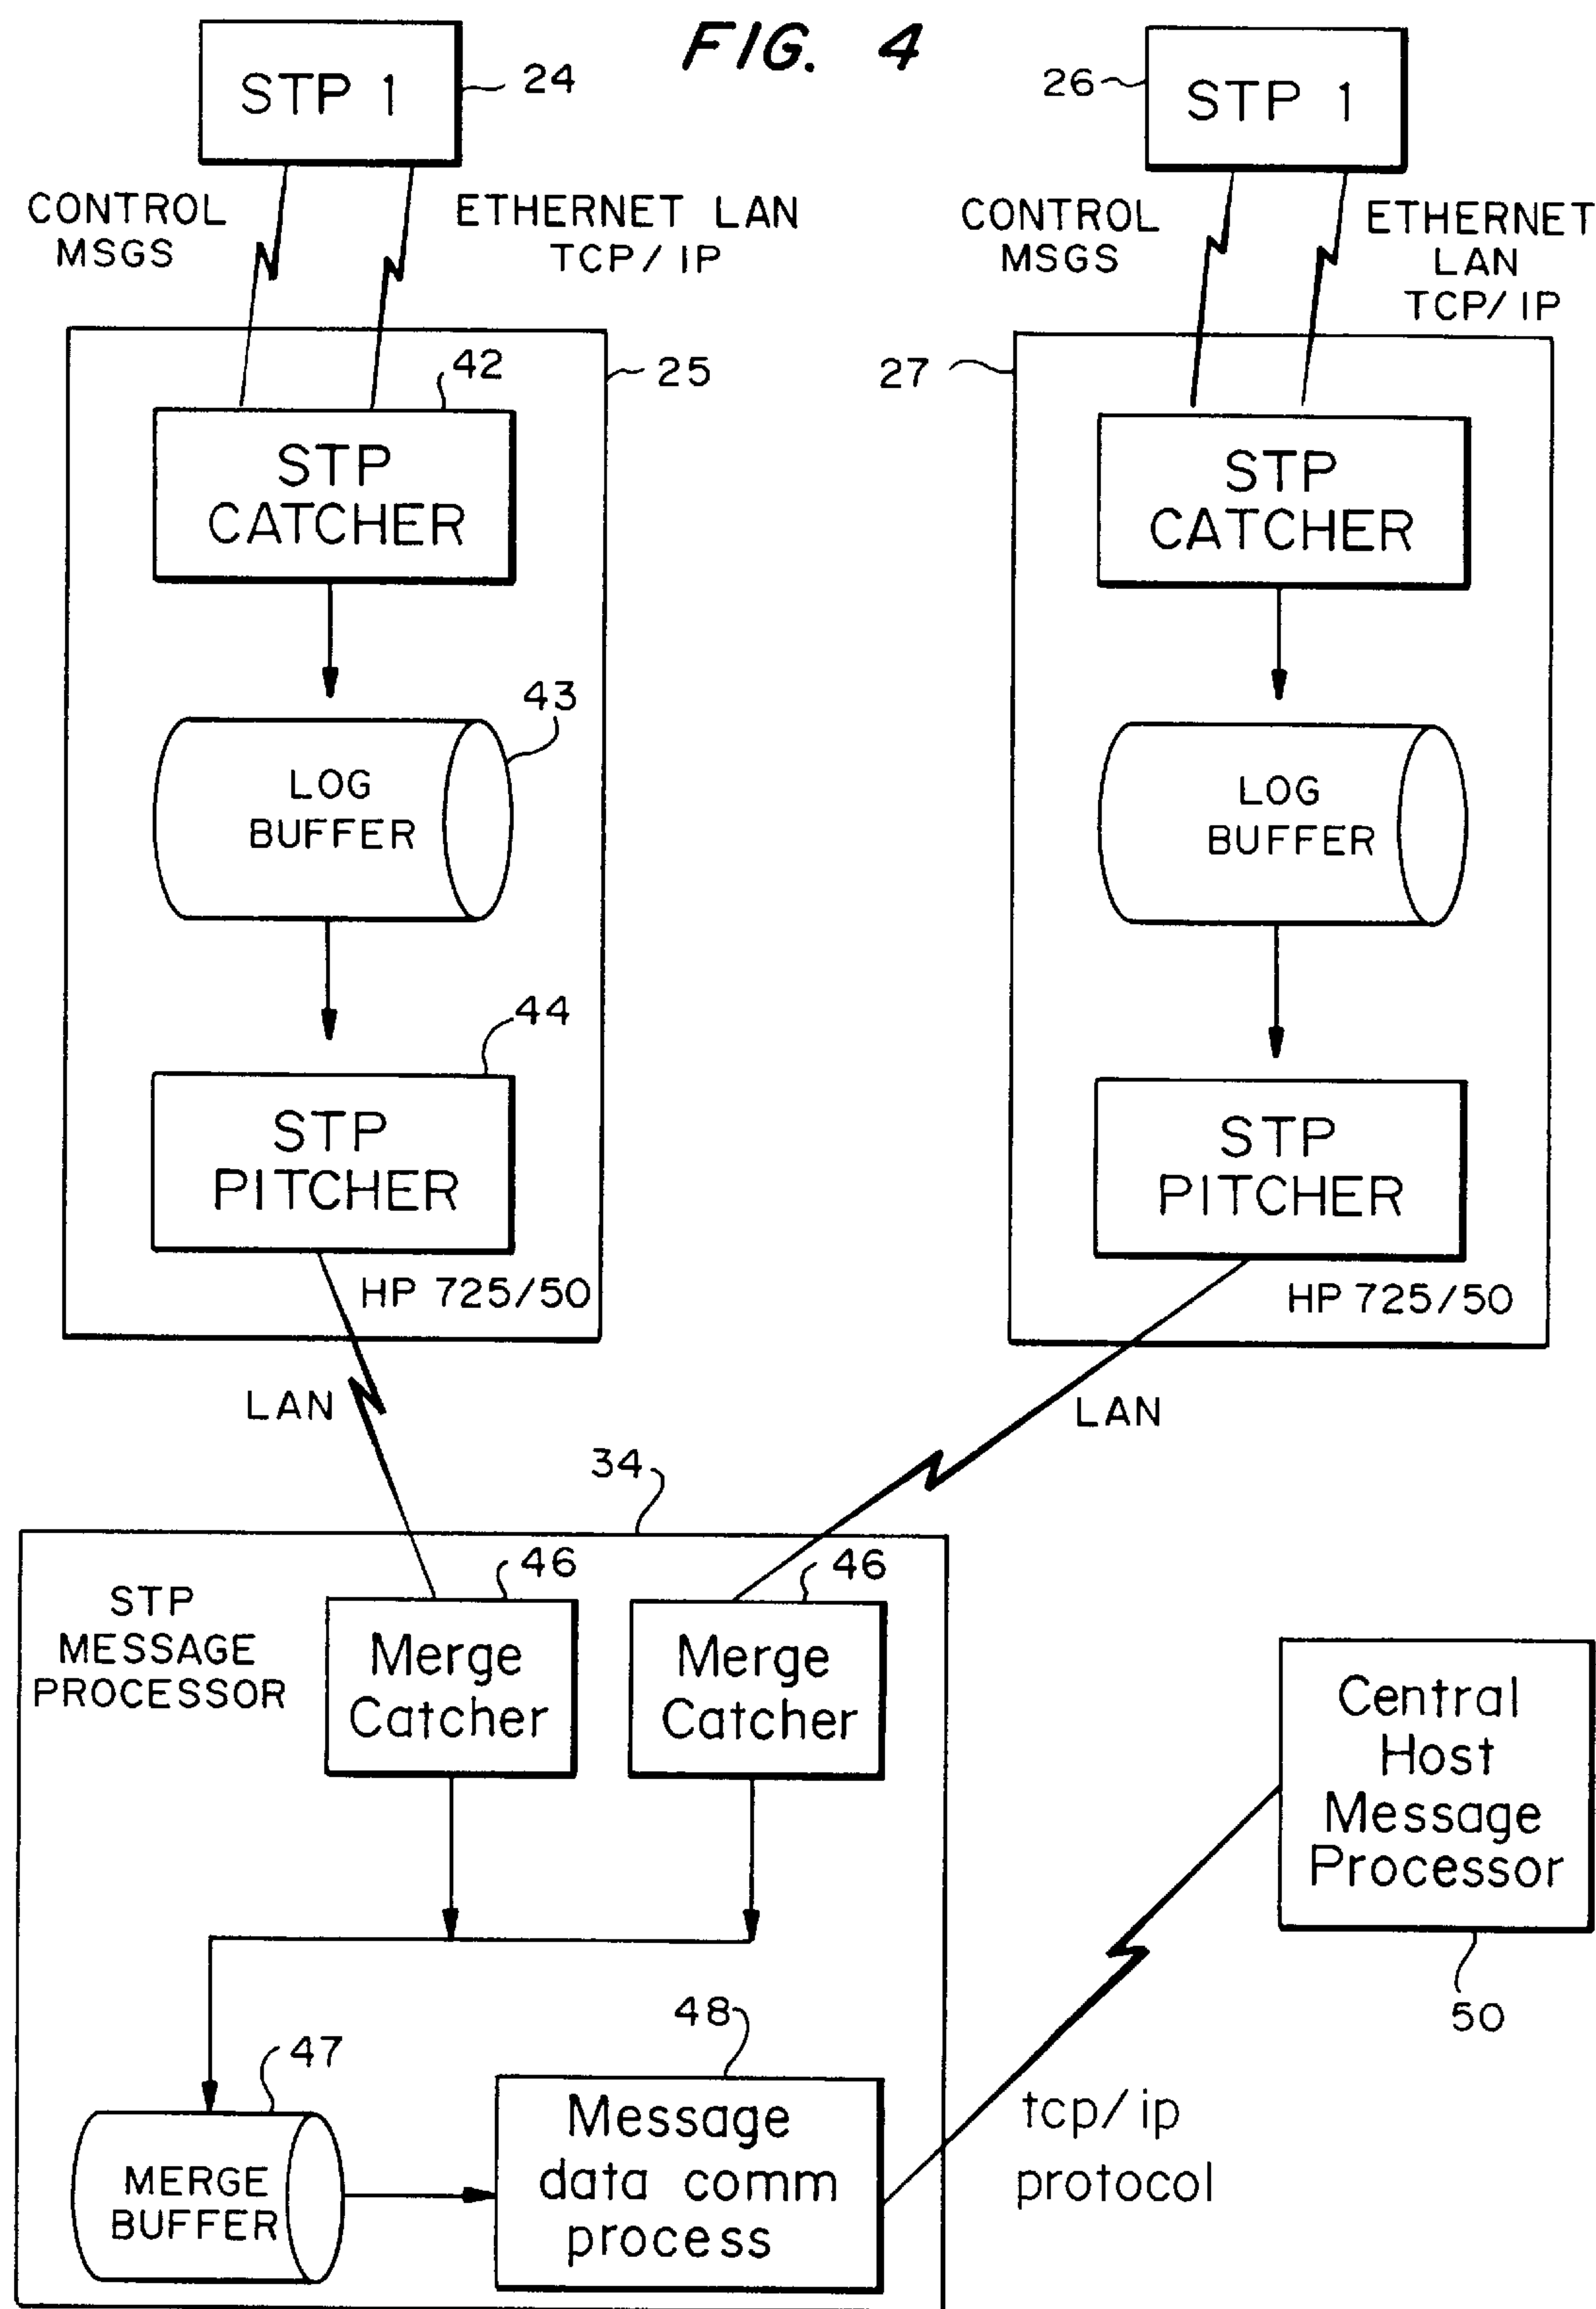 FIG. 4
STP 1
24
26
STP 1
CONTROL
MSGS
ETHERNET LAN
TCP/IP
CONTROL
MSGS
ETHERNET
LAN
TCP/IP
42
25
27
STP
CATCHER
STP
CATCHER
43
LOG
BUFFER
LOG
BUFFER
44
STP
PITCHER
STP
PITCHER
HP 725/50
HP 725/50
LAN
LAN
34
46
46
STP
MESSAGE
PROCESSOR
Merge
Catcher
Merge
Catcher
Central
Host
Message
Processor
50
48
47
MERGE
BUFFER
Message
data comm
process
tcp/ip
protocol